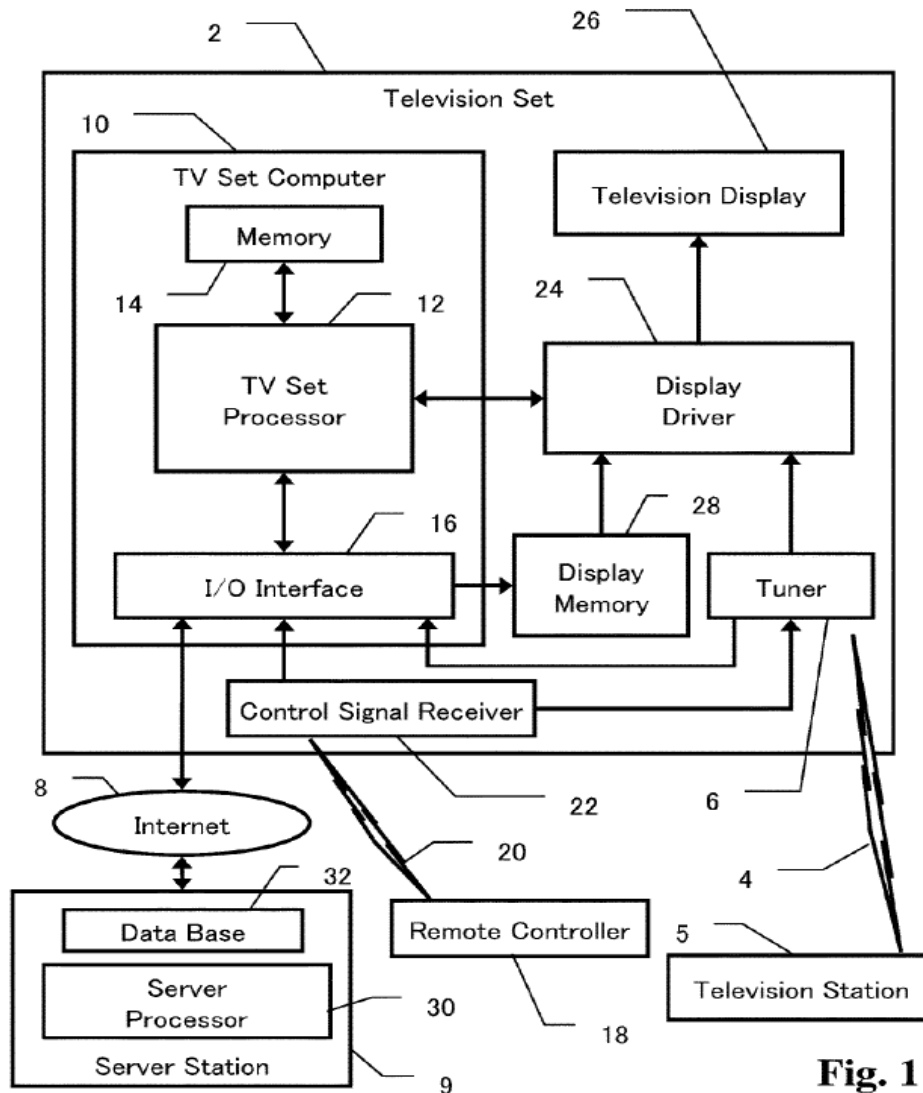 2
26
Television Set
10
TV Set Computer
Television Display
Memory
14
12
24
TV Set
Processor
Display
Driver
16
28
I/O Interface
Display
Memory
Tuner
Control Signal Receiver
8
22
6
Internet
20
4
32
Data Base
Remote Controller
5
Server
Processor
30
Television Station
18
Server Station
9
Fig. 1